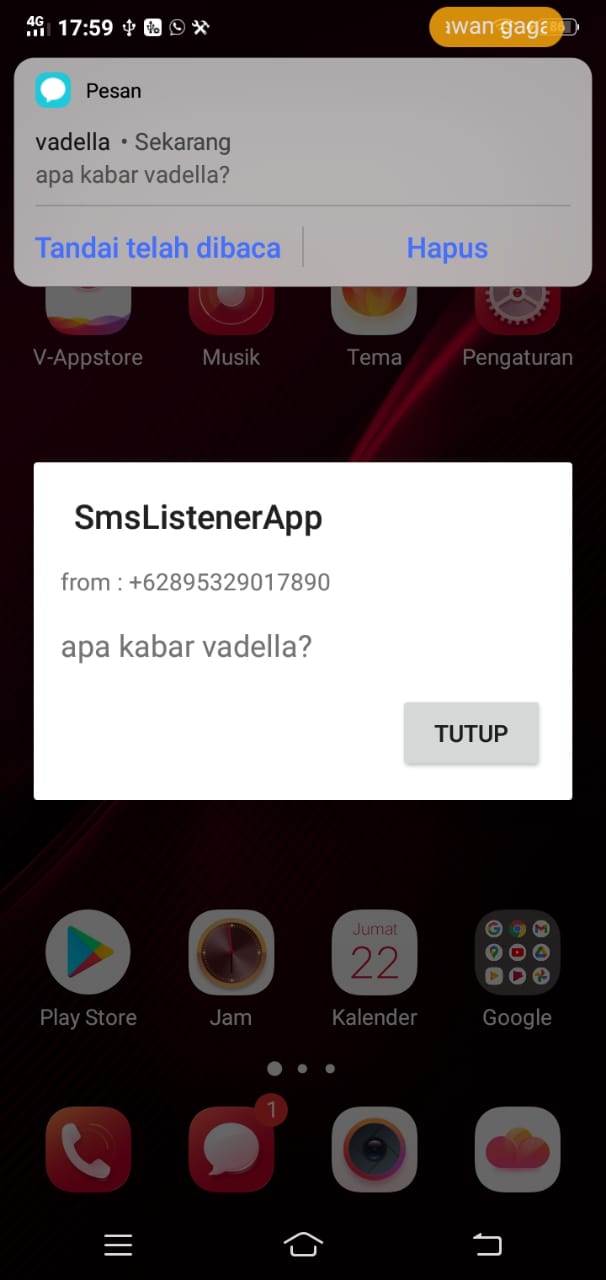 4G
17:59
awan gaga
86
Pesan
vadella • Sekarang
apa kabar vadella?
Tandai telah dibaca
Hapus
V-Appstore
Musik
Tema
Pengaturan
SmsListenerApp
from : +62895329017890
apa kabar vadella?
TUTUP
Jumat
22
Play Store
Jam
Kalender
Google
1